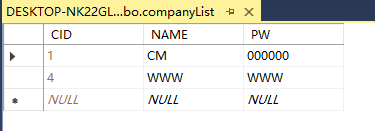 DESKTOP-NK22GL...bo.companyList
CID NAME PW
1 CM 000000
4 WWW WWW
NULL NULL NULL